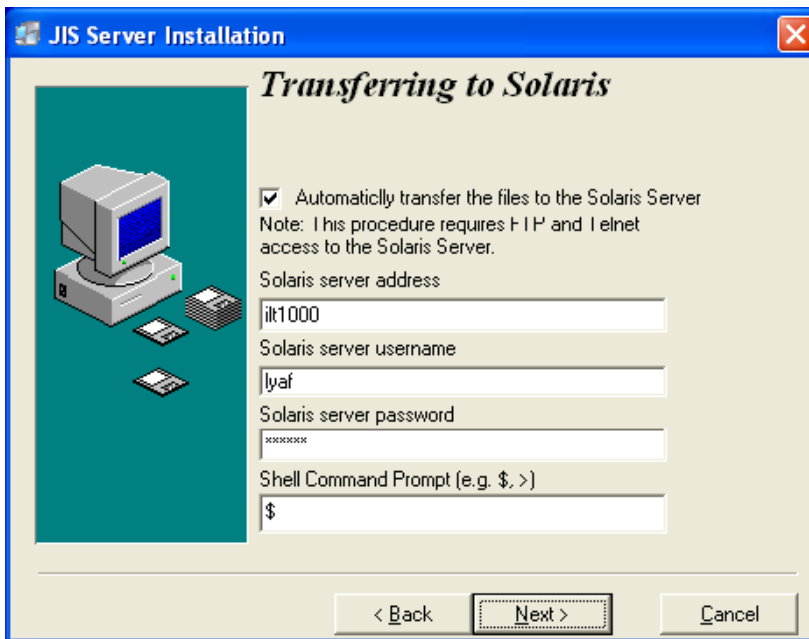 JIS Server Installation
Transferring to Solaris
Automaticlly transfer the files to the Solaris Server
Note: This procedure requires FTP and Telnet
access to the Solaris Server.
Solaris server address
ilt1000
Solaris server username
lyaf
Solaris server password
******
Shell Command Prompt (e.g. $, >)
$
< Back
Next >
Cancel